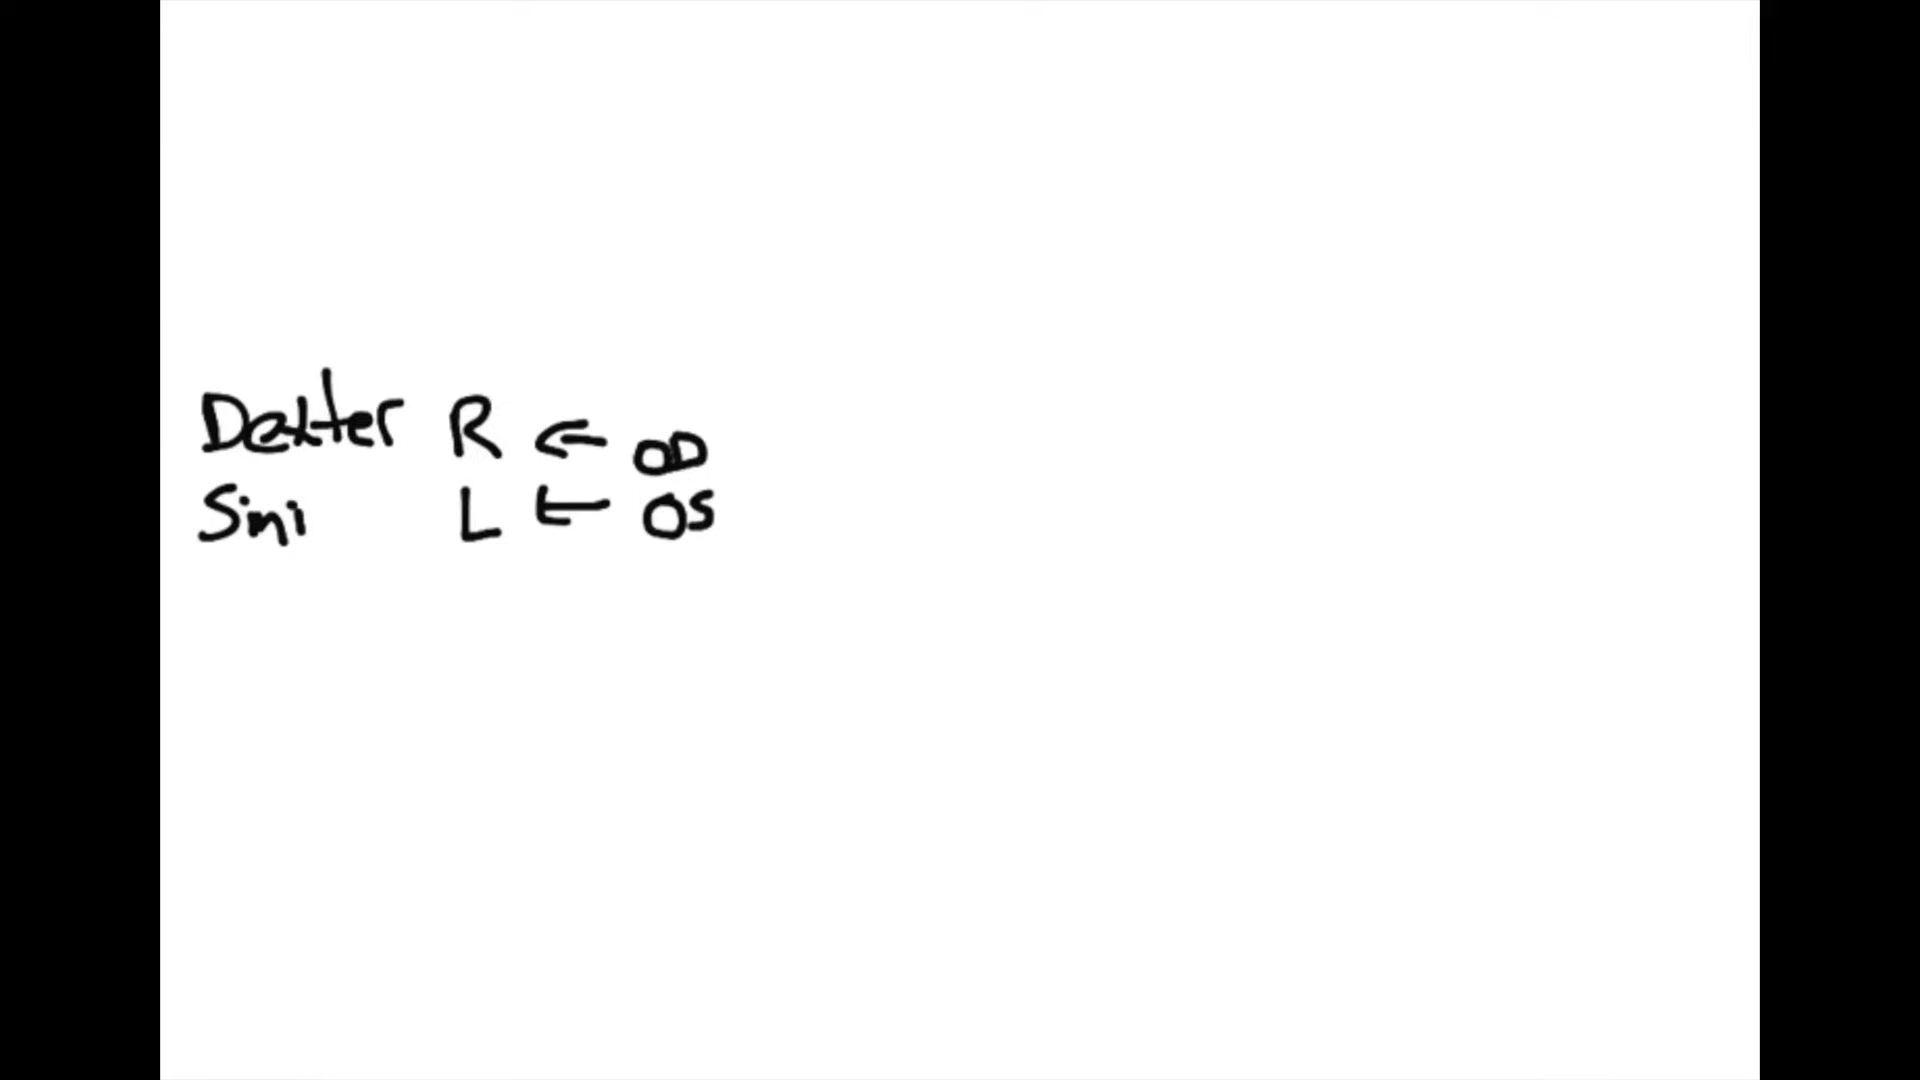 Dexter R ← OD
Sini L ← OS